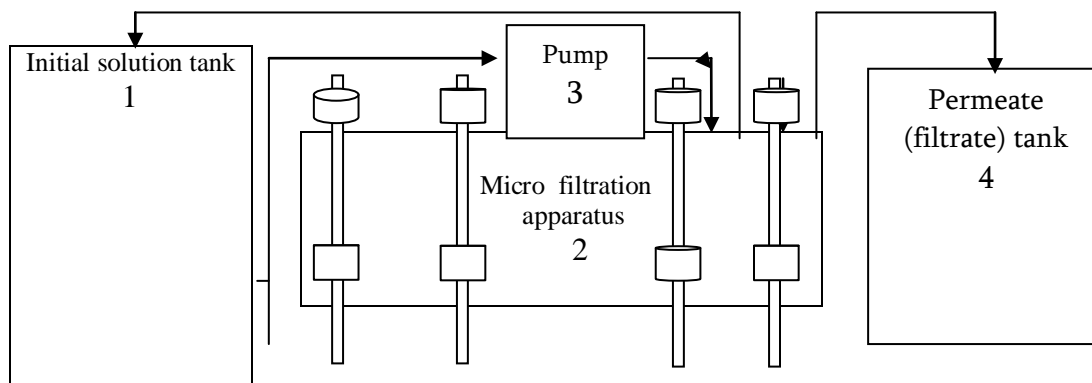 Initial solution tank
1
Pump
3
Micro filtration
apparatus
2
Permeate
(filtrate) tank
4